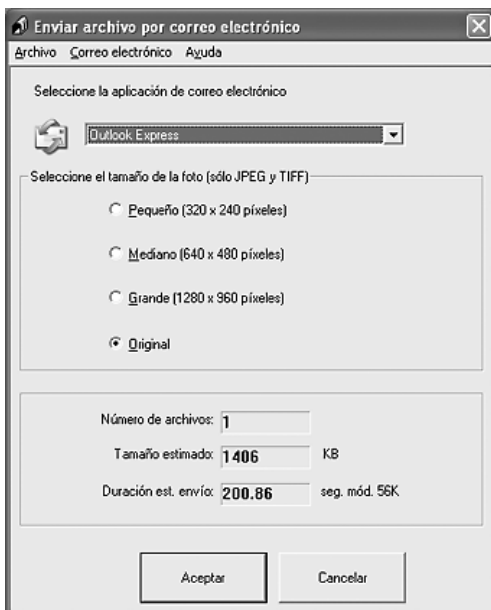 Enviar archivo por correo electrónico
Archivo Correo electrónico Ayuda
Seleccione la aplicación de correo electrónico
Outlook Express
Seleccione el tamaño de la foto (sólo JPEG y TIFF)
Pequeño (320 x 240 píxeles)
Mediano (640 x 480 píxeles)
Grande (1280 x 960 píxeles)
Original
Número de archivos: 1
Tamaño estimado: 1406 KB
Duración est. envío: 200.86 seg. mód. 56K
Aceptar Cancelar